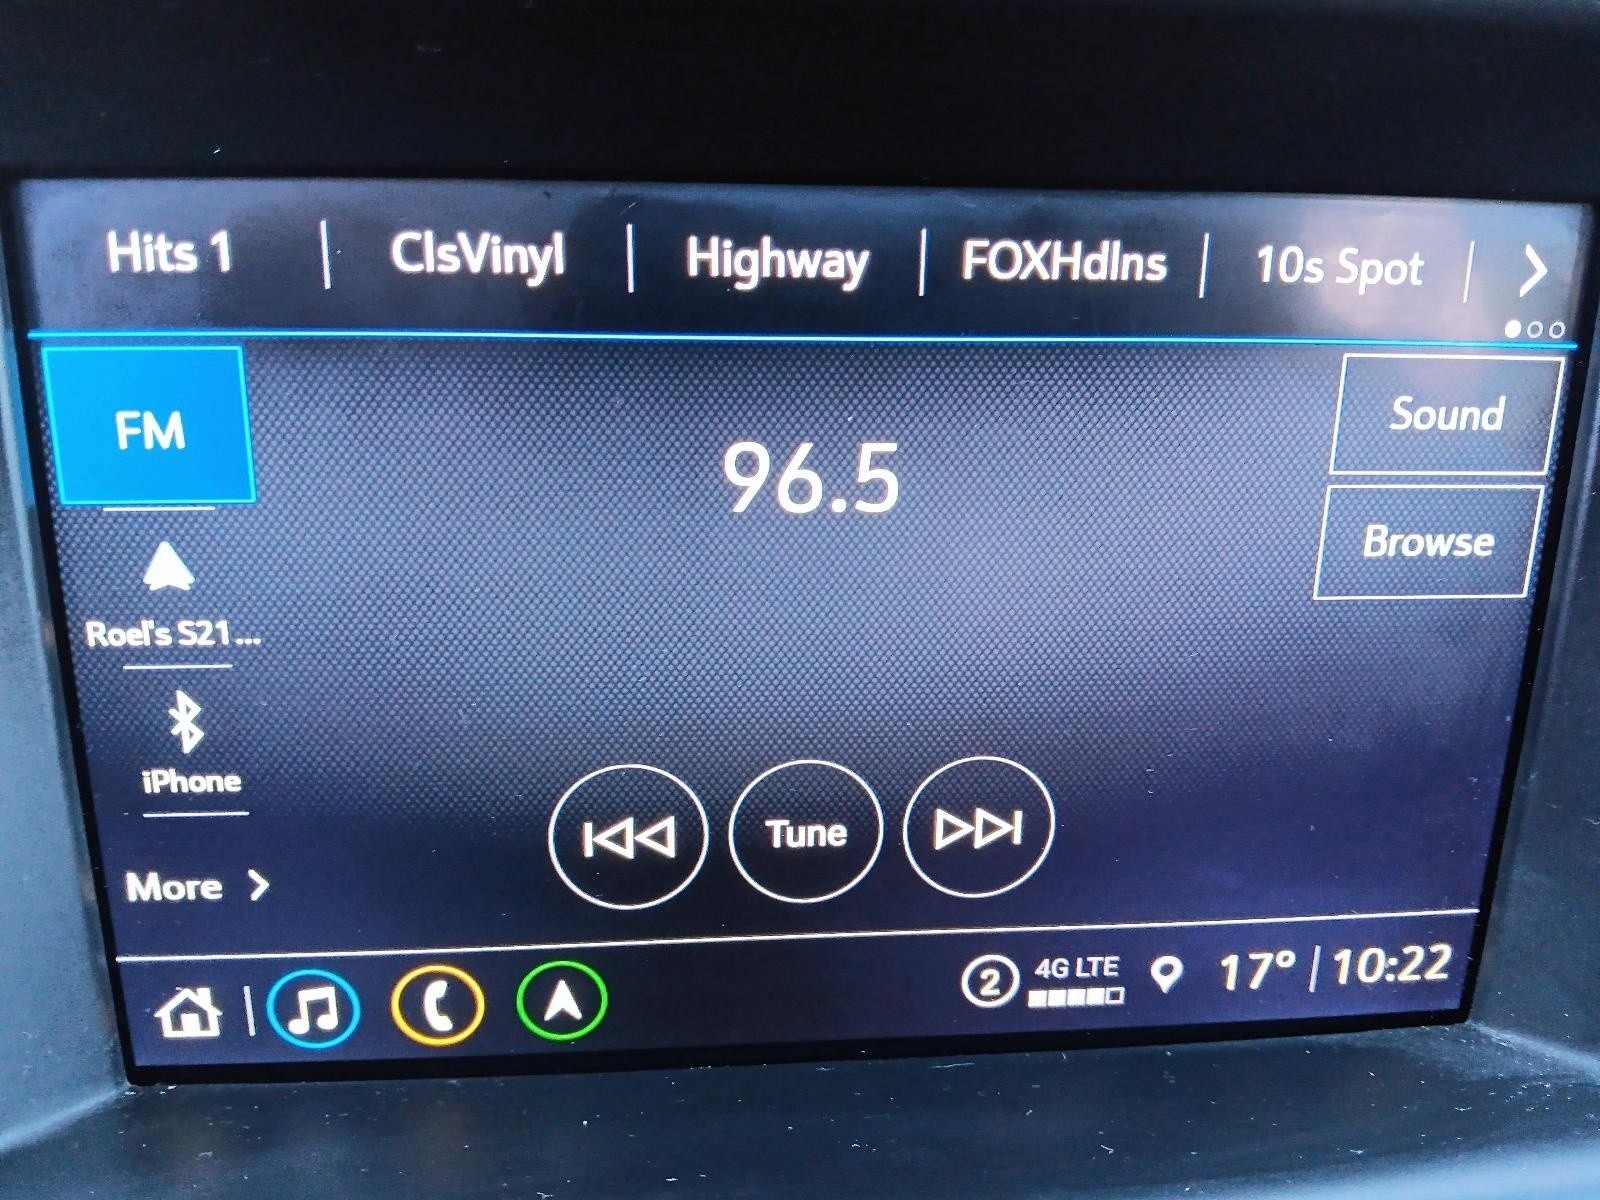 Hits 1 | ClsVinyl | Highway | FOXHdlns | 10s Spot
FM
96.5
Sound
Browse
Roel's S21...
iPhone
Tune
More
2 4G LTE 17° | 10:22